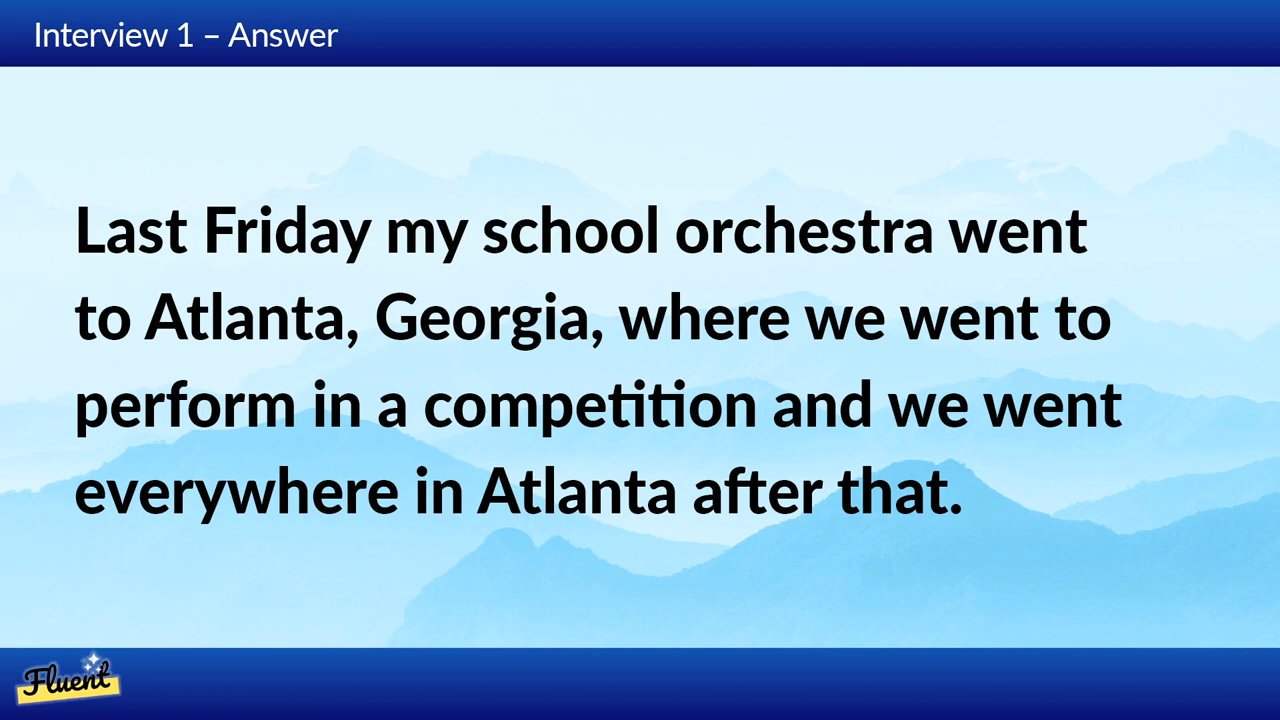 Interview 1 – Answer
Last Friday my school orchestra went
to Atlanta, Georgia, where we went to
perform in a competition and we went
everywhere in Atlanta after that.
Fluent